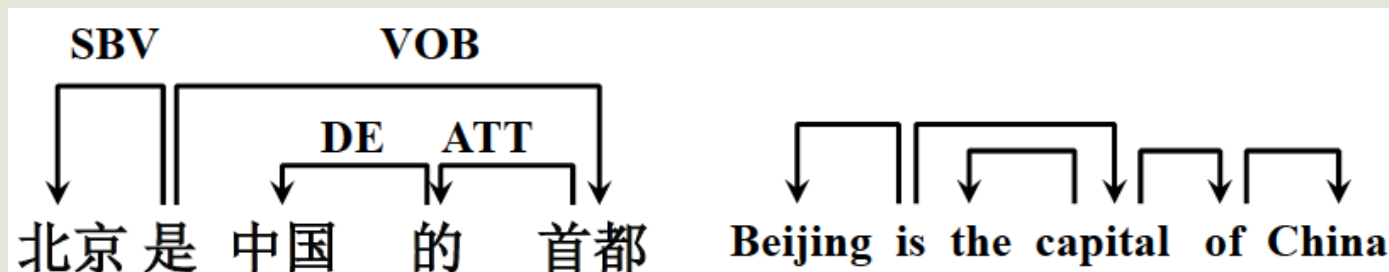 SBV VOB
DE ATT
北京 是 中国 的 首都 Beijing is the capital of China